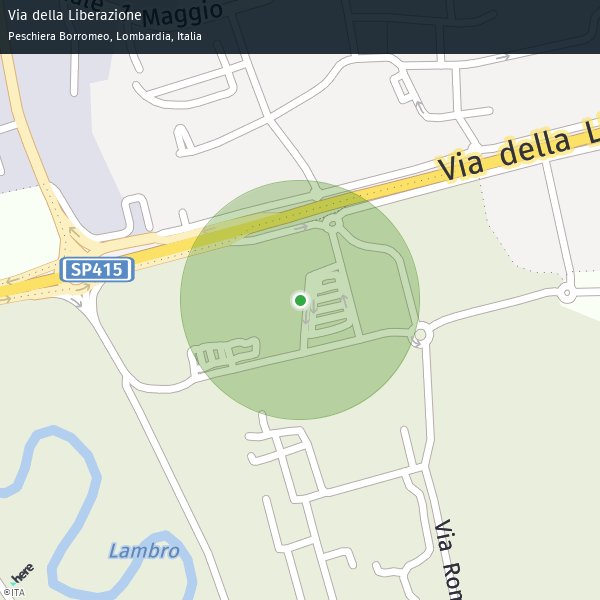 Via della Liberazione
Peschiera Borromeo, Lombardia, Italia
Maggio
Via della L
SP415
Lambro
Via Ron
here
©ITA